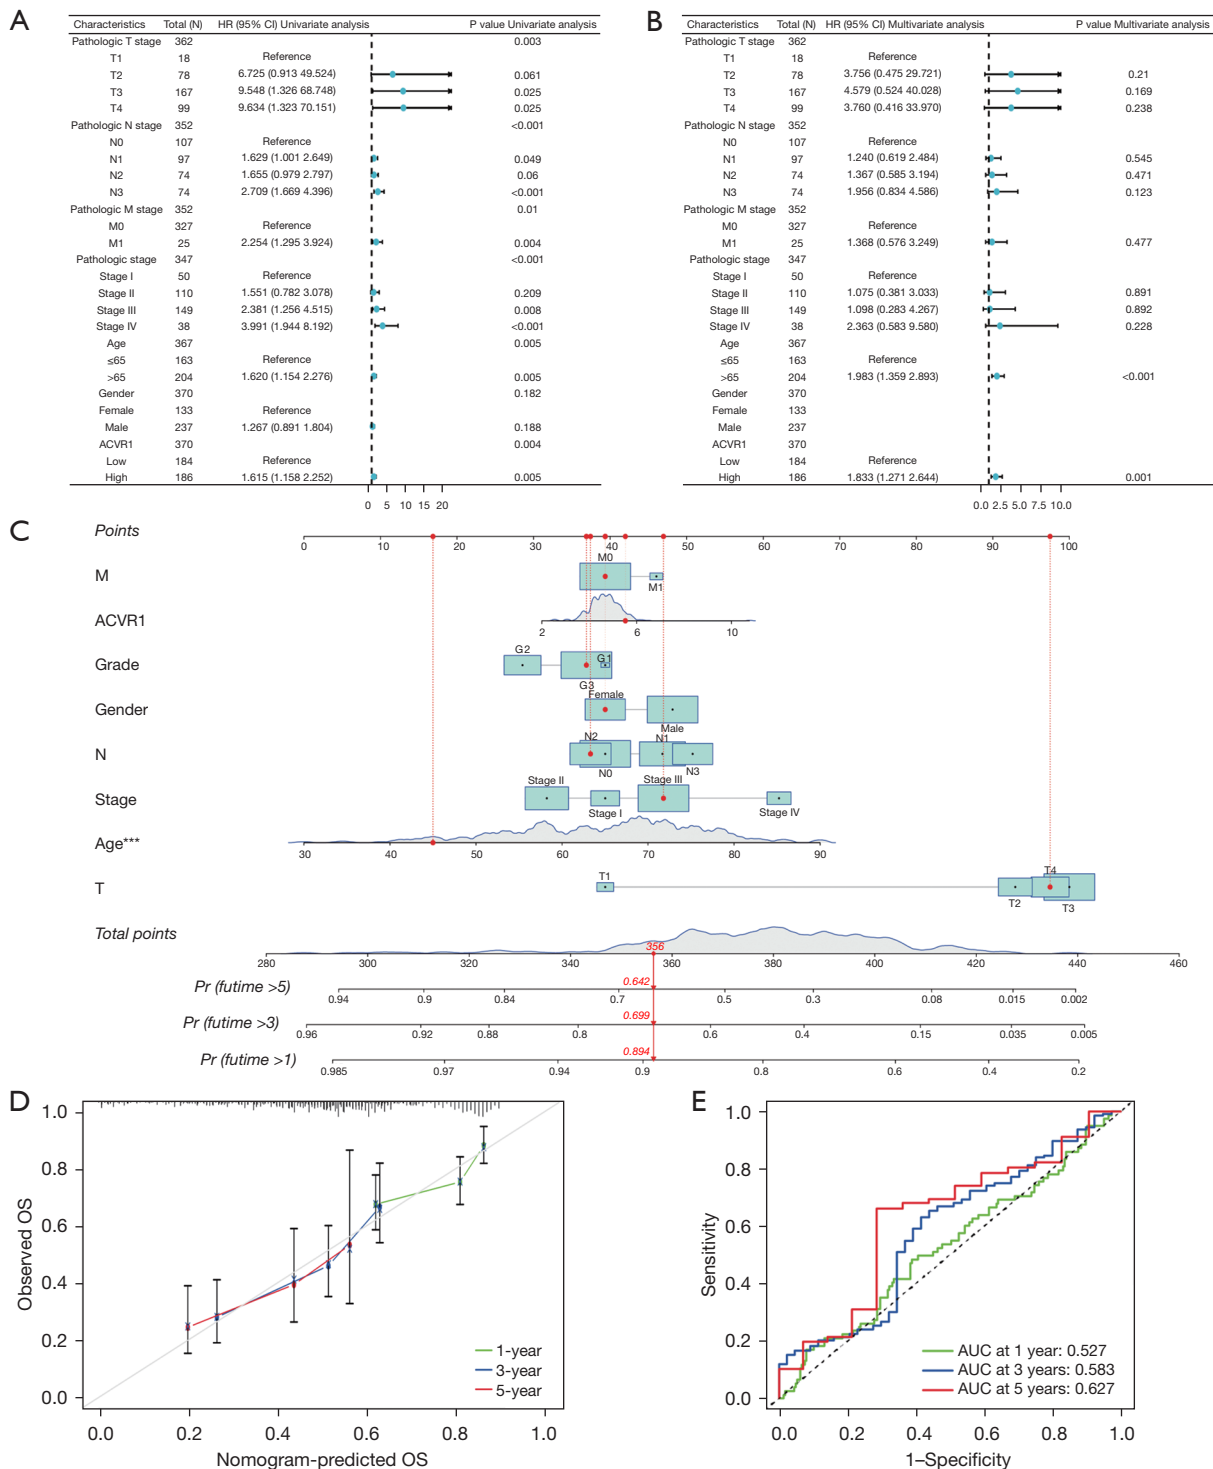 A
Characteristics Total (N) HR (95% CI) Univariate analysis P value Univariate analysis
Pathologic T stage 362 0.003
T1 18 Reference
T2 78 6.725 (0.913 49.524) 0.061
T3 167 9.548 (1.326 68.748) 0.025
T4 99 9.634 (1.323 70.151) 0.025
Pathologic N stage 352 <0.001
N0 107 Reference
N1 97 1.629 (1.001 2.649) 0.049
N2 74 1.655 (0.979 2.797) 0.06
N3 74 2.709 (1.669 4.396) <0.001
Pathologic M stage 352 0.01
M0 327 Reference
M1 25 2.254 (1.295 3.924) 0.004
Pathologic stage 347 <0.001
Stage I 50 Reference
Stage II 110 1.551 (0.782 3.078) 0.209
Stage III 149 2.381 (1.256 4.515) 0.008
Stage IV 38 3.991 (1.944 8.192) <0.001
Age 367 0.005
≤65 163 Reference
>65 204 1.620 (1.154 2.276) 0.005
Gender 370 0.182
Female 133 Reference
Male 237 1.267 (0.891 1.804) 0.188
ACVR1 370 0.004
Low 184 Reference
High 186 1.615 (1.158 2.252) 0.005
0 5 10 15 20
B
Characteristics Total (N) HR (95% CI) Multivariate analysis P value Multivariate analysis
Pathologic T stage 362
T1 18 Reference
T2 78 3.756 (0.475 29.721) 0.21
T3 167 4.579 (0.524 40.028) 0.169
T4 99 3.760 (0.416 33.970) 0.238
Pathologic N stage 352
N0 107 Reference
N1 97 1.240 (0.619 2.484) 0.545
N2 74 1.367 (0.585 3.194) 0.471
N3 74 1.956 (0.834 4.586) 0.123
Pathologic M stage 352
M0 327 Reference
M1 25 1.368 (0.576 3.249) 0.477
Pathologic stage 347
Stage I 50 Reference
Stage II 110 1.075 (0.381 3.033) 0.891
Stage III 149 1.098 (0.283 4.267) 0.892
Stage IV 38 2.363 (0.583 9.580) 0.228
Age 367
≤65 163 Reference
>65 204 1.983 (1.359 2.893) <0.001
Gender 370
Female 133
Male 237
ACVR1 370
Low 184 Reference
High 186 1.833 (1.271 2.644) 0.001
0.0 2.5 5.0 7.5 10.0
C
Points
0 10 20 30 40 50 60 70 80 90 100
M M0 M1
ACVR1
2 6 10
Grade G2 G3 G1
Gender Female Male
N N2 N0 N1 N3
Stage Stage II Stage I Stage III Stage IV
Age***
30 40 50 60 70 80 90
T T1 T2 T4 T3
Total points 356
280 300 320 340 360 380 400 420 440 460
Pr (futime >5) 0.642
0.94 0.9 0.84 0.7 0.5 0.3 0.08 0.015 0.002
Pr (futime >3) 0.699
0.96 0.92 0.88 0.8 0.6 0.4 0.15 0.035 0.005
Pr (futime >1) 0.894
0.985 0.97 0.94 0.9 0.8 0.6 0.4 0.2
D
Observed OS
1.0
0.8
0.6
0.4
0.2
0.0
1-year
3-year
5-year
0.0 0.2 0.4 0.6 0.8 1.0
Nomogram-predicted OS
E
Sensitivity
1.0
0.8
0.6
0.4
0.2
0.0
AUC at 1 year: 0.527
AUC at 3 years: 0.583
AUC at 5 years: 0.627
0.0 0.2 0.4 0.6 0.8 1.0
1–Specificity